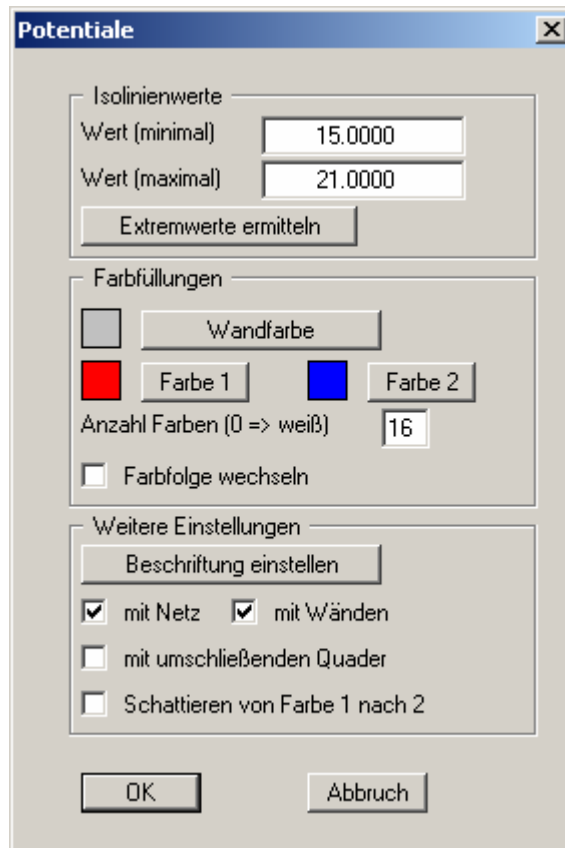 Potentiale
Isolinienwerte
Wert (minimal) 15.0000
Wert (maximal) 21.0000
Extremwerte ermitteln
Farbfüllungen
Wandfarbe
Farbe 1 Farbe 2
Anzahl Farben (0 => weiß) 16
Farbfolge wechseln
Weitere Einstellungen
Beschriftung einstellen
mit Netz mit Wänden
mit umschließenden Quader
Schattieren von Farbe 1 nach 2
OK Abbruch